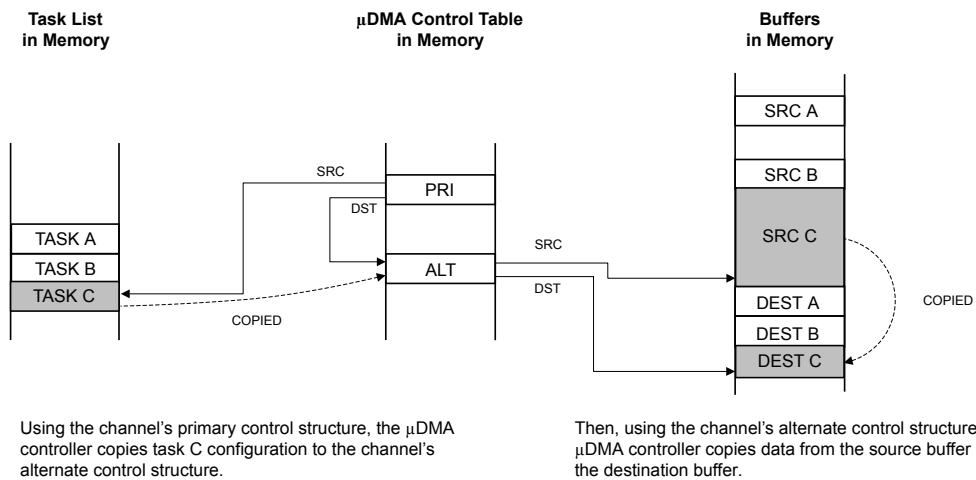 Task List
in Memory
µDMA Control Table
in Memory
Buffers
in Memory
SRC A
SRC B
SRC C
DEST A
DEST B
DEST C
SRC
PRI
DST
ALT
SRC
DST
TASK A
TASK B
TASK C
COPIED
COPIED
Using the channel's primary control structure, the µDMA
controller copies task C configuration to the channel's
alternate control structure.
Then, using the channel's alternate control structure
µDMA controller copies data from the source buffer
the destination buffer.